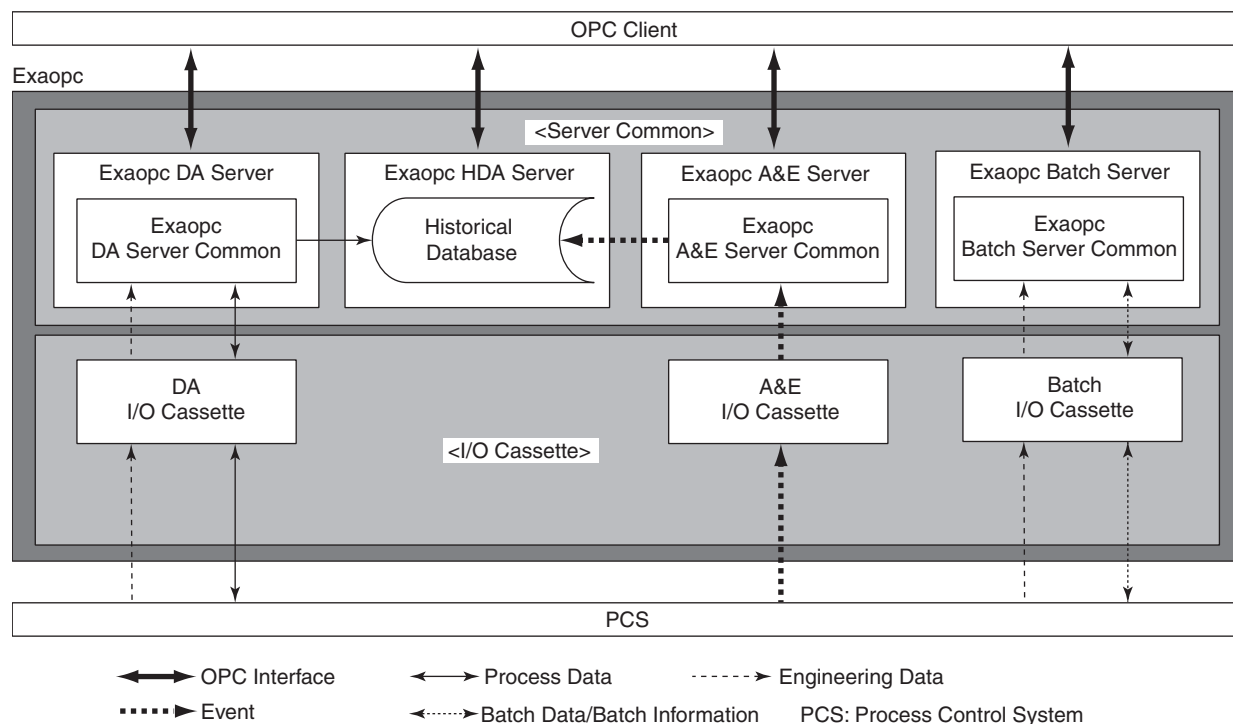 OPC Client
Exaopc
<Server Common>
Exaopc DA Server
Exaopc HDA Server
Exaopc A&E Server
Exaopc Batch Server
Exaopc
DA Server Common
Historical
Database
Exaopc
A&E Server Common
Exaopc
Batch Server Common
DA
I/O Cassette
A&E
I/O Cassette
Batch
I/O Cassette
<I/O Cassette>
PCS
OPC Interface
Process Data
Engineering Data
Event
Batch Data/Batch Information
PCS: Process Control System